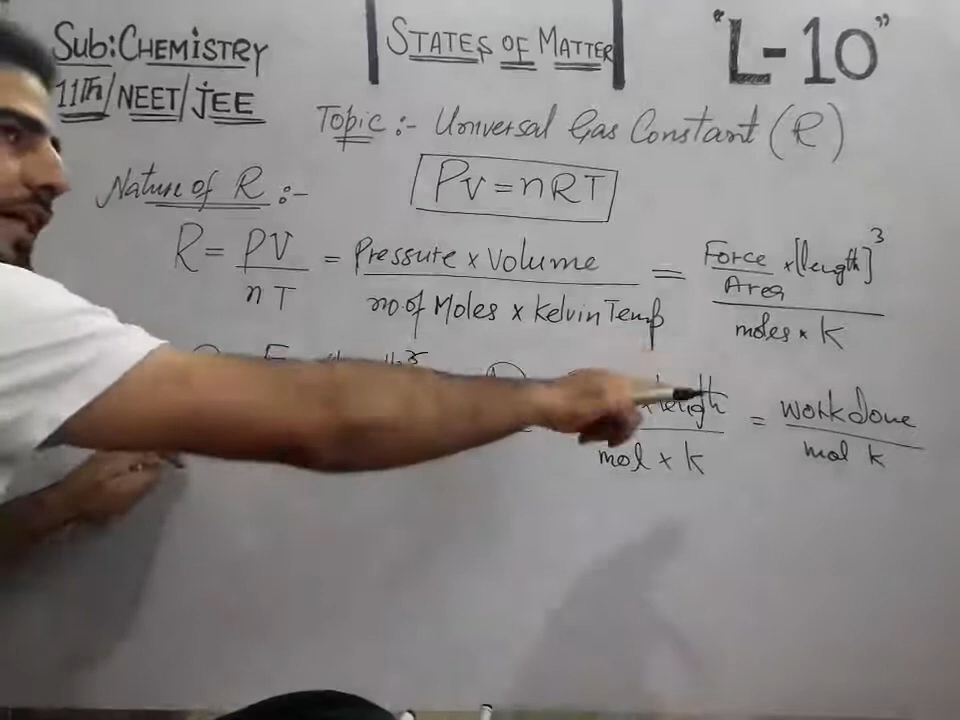 Sub: CHEMiSTRY
11Th/NEET/jEE
STATES OF MATTER
"L-10"
Topic:- Universal Gas Constant (R)
Nature of R :-
PV = nRT
R = PV / nT = Pressure x Volume / no. of Moles x Kelvin Temp = Force / Area x [length]³ / moles x K
x length / mol x K = workdone / mol K